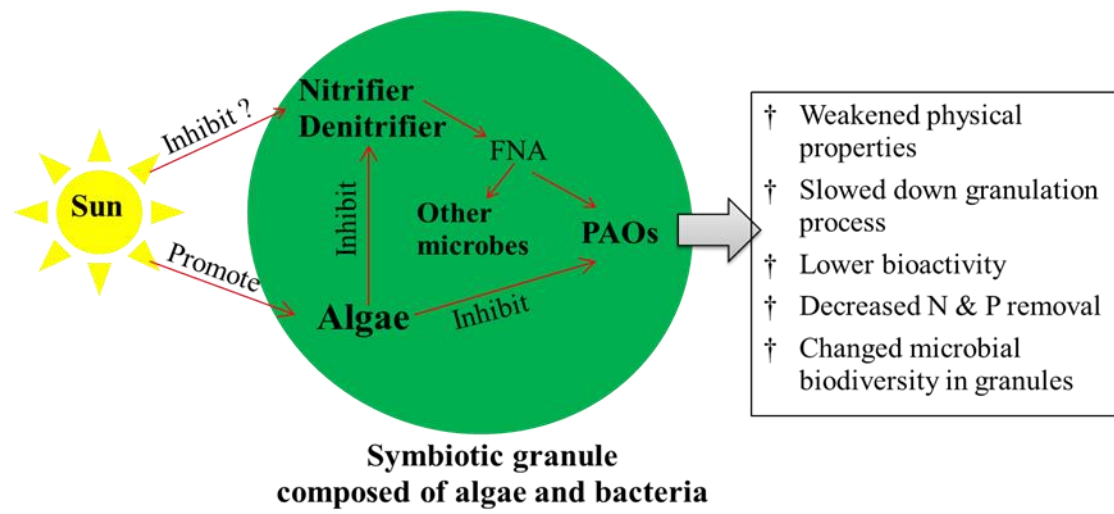 Sun
Inhibit ?
Promote
Nitrifier
Denitrifier
FNA
Inhibit
Other
microbes
PAOs
Algae
Inhibit
† Weakened physical
properties
† Slowed down granulation
process
† Lower bioactivity
† Decreased N & P removal
† Changed microbial
biodiversity in granules
Symbiotic granule
composed of algae and bacteria